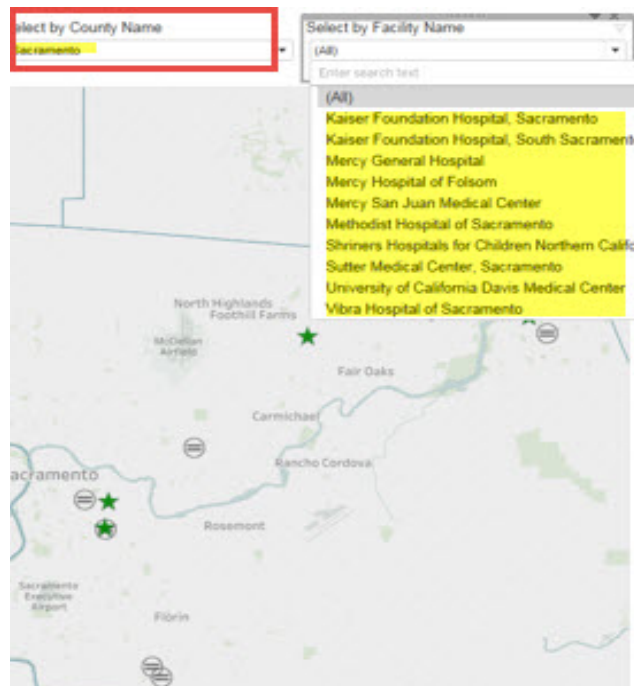 elect by County Name
Sacramento
Select by Facility Name
(All)
Enter search text
(All)
Kaiser Foundation Hospital, Sacramento
Kaiser Foundation Hospital, South Sacramento
Mercy General Hospital
Mercy Hospital of Folsom
Mercy San Juan Medical Center
Methodist Hospital of Sacramento
Shriners Hospitals for Children Northern Califo
Sutter Medical Center, Sacramento
University of California Davis Medical Center
Vibra Hospital of Sacramento
North Highlands
Foothill Farms
McClellan
Airfield
Fair Oaks
Carmichael
Rancho Cordova
acramento
Rosemont
Sacramento
Executive
Airport
Florin